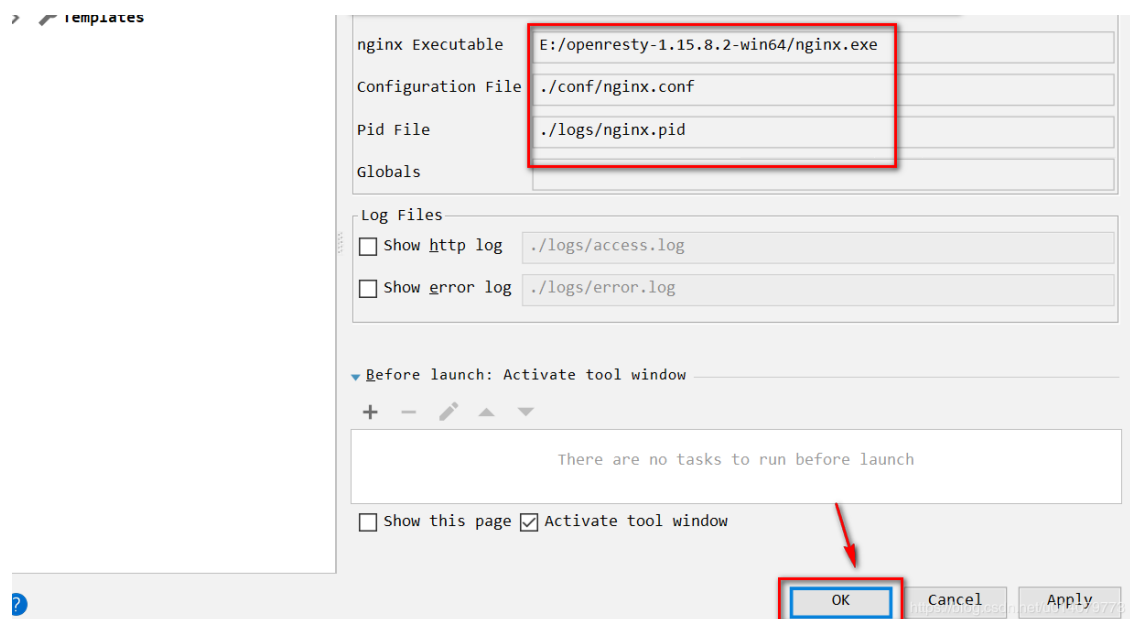 Templates
nginx Executable E:/openresty-1.15.8.2-win64/nginx.exe
Configuration File ./conf/nginx.conf
Pid File ./logs/nginx.pid
Globals
Log Files
Show http log ./logs/access.log
Show error log ./logs/error.log
Before launch: Activate tool window
There are no tasks to run before launch
Show this page Activate tool window
? OK Cancel Apply